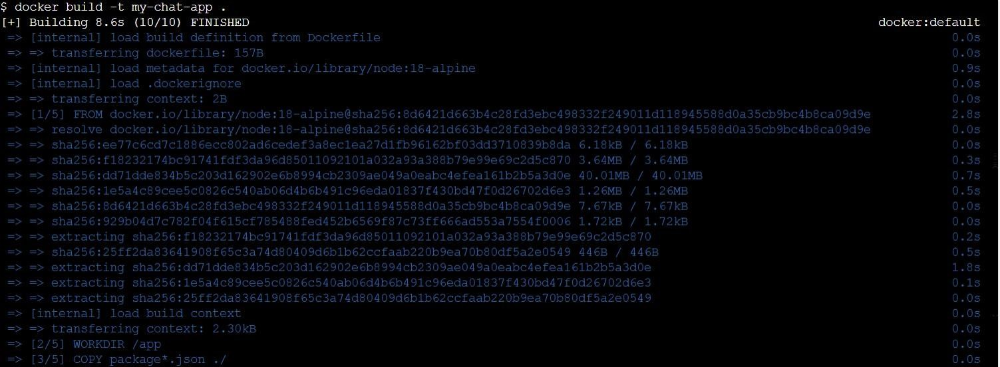 $ docker build -t my-chat-app .
[+] Building 8.6s (10/10) FINISHED docker:default
=> [internal] load build definition from Dockerfile 0.0s
=> => transferring dockerfile: 157B 0.0s
=> [internal] load metadata for docker.io/library/node:18-alpine 0.9s
=> [internal] load .dockerignore 0.0s
=> => transferring context: 2B 0.0s
=> [1/5] FROM docker.io/library/node:18-alpine@sha256:8d6421d663b4c28fd3ebc498332f249011d118945588d0a35cb9bc4b8ca09d9e 2.8s
=> => resolve docker.io/library/node:18-alpine@sha256:8d6421d663b4c28fd3ebc498332f249011d118945588d0a35cb9bc4b8ca09d9e 0.0s
=> => sha256:ee77c6cd7c1886ecc802ad6cedef3a8ec1ea27d1fb96162bf03dd3710839b8da 6.18kB / 6.18kB 0.0s
=> => sha256:f18232174bc91741fdf3da96d85011092101a032a93a388b79e99e69c2d5c870 3.64MB / 3.64MB 0.3s
=> => sha256:dd71dde834b5c203d162902e6b8994cb2309ae049a0eabc4efea161b2b5a3d0e 40.01MB / 40.01MB 0.7s
=> => sha256:1e5a4c89cee5c0826c540ab06d4b6b491c96eda01837f430bd47f0d26702d6e3 1.26MB / 1.26MB 0.5s
=> => sha256:8d6421d663b4c28fd3ebc498332f249011d118945588d0a35cb9bc4b8ca09d9e 7.67kB / 7.67kB 0.0s
=> => sha256:929b04d7c782f04f615cf785488fed452b6569f87c73ff666ad553a7554f0006 1.72kB / 1.72kB 0.0s
=> => extracting sha256:f18232174bc91741fdf3da96d85011092101a032a93a388b79e99e69c2d5c870 0.2s
=> => sha256:25ff2da83641908f65c3a74d80409d6b1b62ccfaab220b9ea70b80df5a2e0549 446B / 446B 0.5s
=> => extracting sha256:dd71dde834b5c203d162902e6b8994cb2309ae049a0eabc4efea161b2b5a3d0e 1.8s
=> => extracting sha256:1e5a4c89cee5c0826c540ab06d4b6b491c96eda01837f430bd47f0d26702d6e3 0.1s
=> => extracting sha256:25ff2da83641908f65c3a74d80409d6b1b62ccfaab220b9ea70b80df5a2e0549 0.0s
=> [internal] load build context 0.0s
=> => transferring context: 2.30kB 0.0s
=> [2/5] WORKDIR /app 0.0s
=> [3/5] COPY package*.json ./ 0.0s